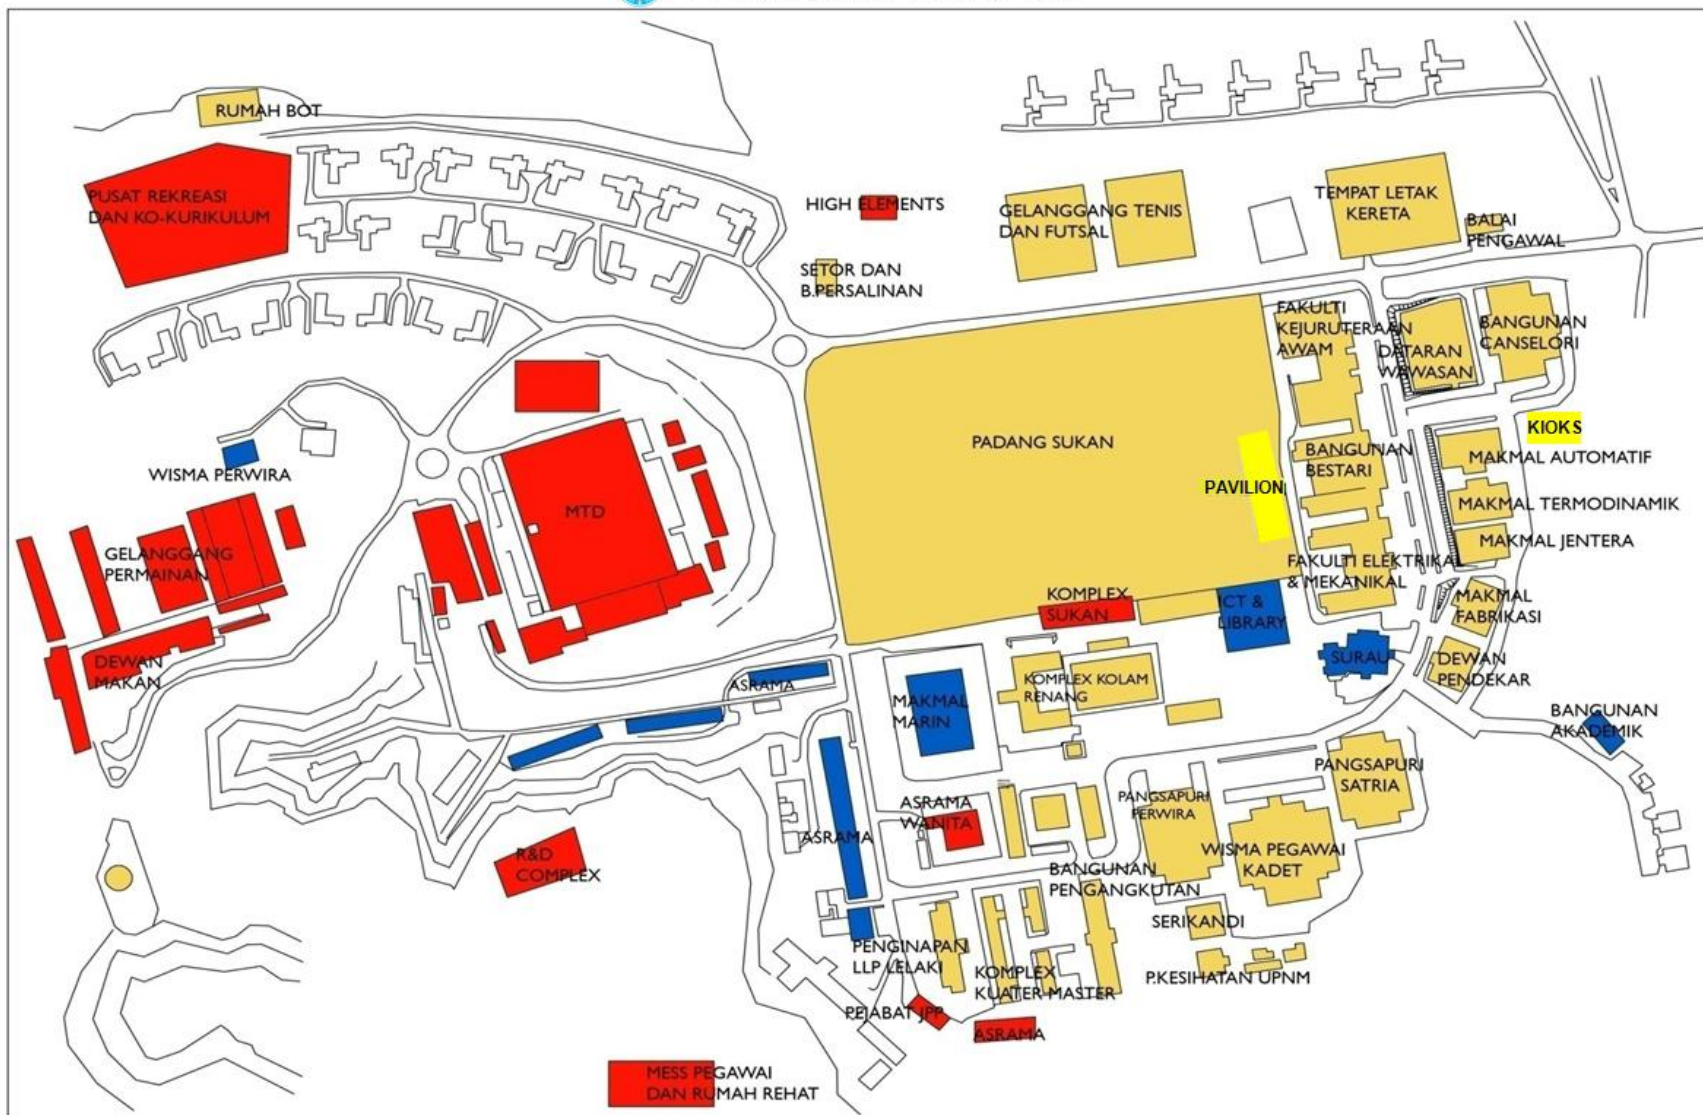 RUMAH BOT
PUSAT REKREASI
DAN KO-KURIKULUM
HIGH ELEMENTS
SETOR DAN
B.PERSALINAN
GELANGGANG TENIS
DAN FUTSAL
TEMPAT LETAK
KERETA
BALAI
PENGAWAL
FAKULTI
KEJURUTERAAN
AWAM
DATARAN
WAWASAN
BANGUNAN
CANSELORI
KIOKS
PADANG SUKAN
PAVILION
BANGUNAN
BESTARI
MAKMAL AUTOMATIF
MAKMAL TERMODINAMIK
MAKMAL JENTERA
WISMA PERWIRA
MTD
GELANGGANG
PERMAINAN
FAKULTI ELEKTRIKAL
& MEKANIKAL
KOMPLEX
SUKAN
ICT &
LIBRARY
MAKMAL
FABRIKASI
DEWAN
MAKAN
SURAU
DEWAN
PENDEKAR
ASRAMA
MAKMAL
MARIN
KOMPLEX KOLAM
RENANG
BANGUNAN
AKADEMIK
PANGSAPURI
SATRIA
PANGSAPURI
PERWIRA
ASRAMA
WANITA
ASRAMA
R&D
COMPLEX
WISMA PEGAWAI
KADET
BANGUNAN
PENGANGKUTAN
SERIKANDI
PENGINAPAN
LLP LELAKI
KOMPLEX
KUATER MASTER
P.KESIHATAN UPNM
PEJABAT JPP
ASRAMA
MESS PEGAWAI
DAN RUMAH REHAT